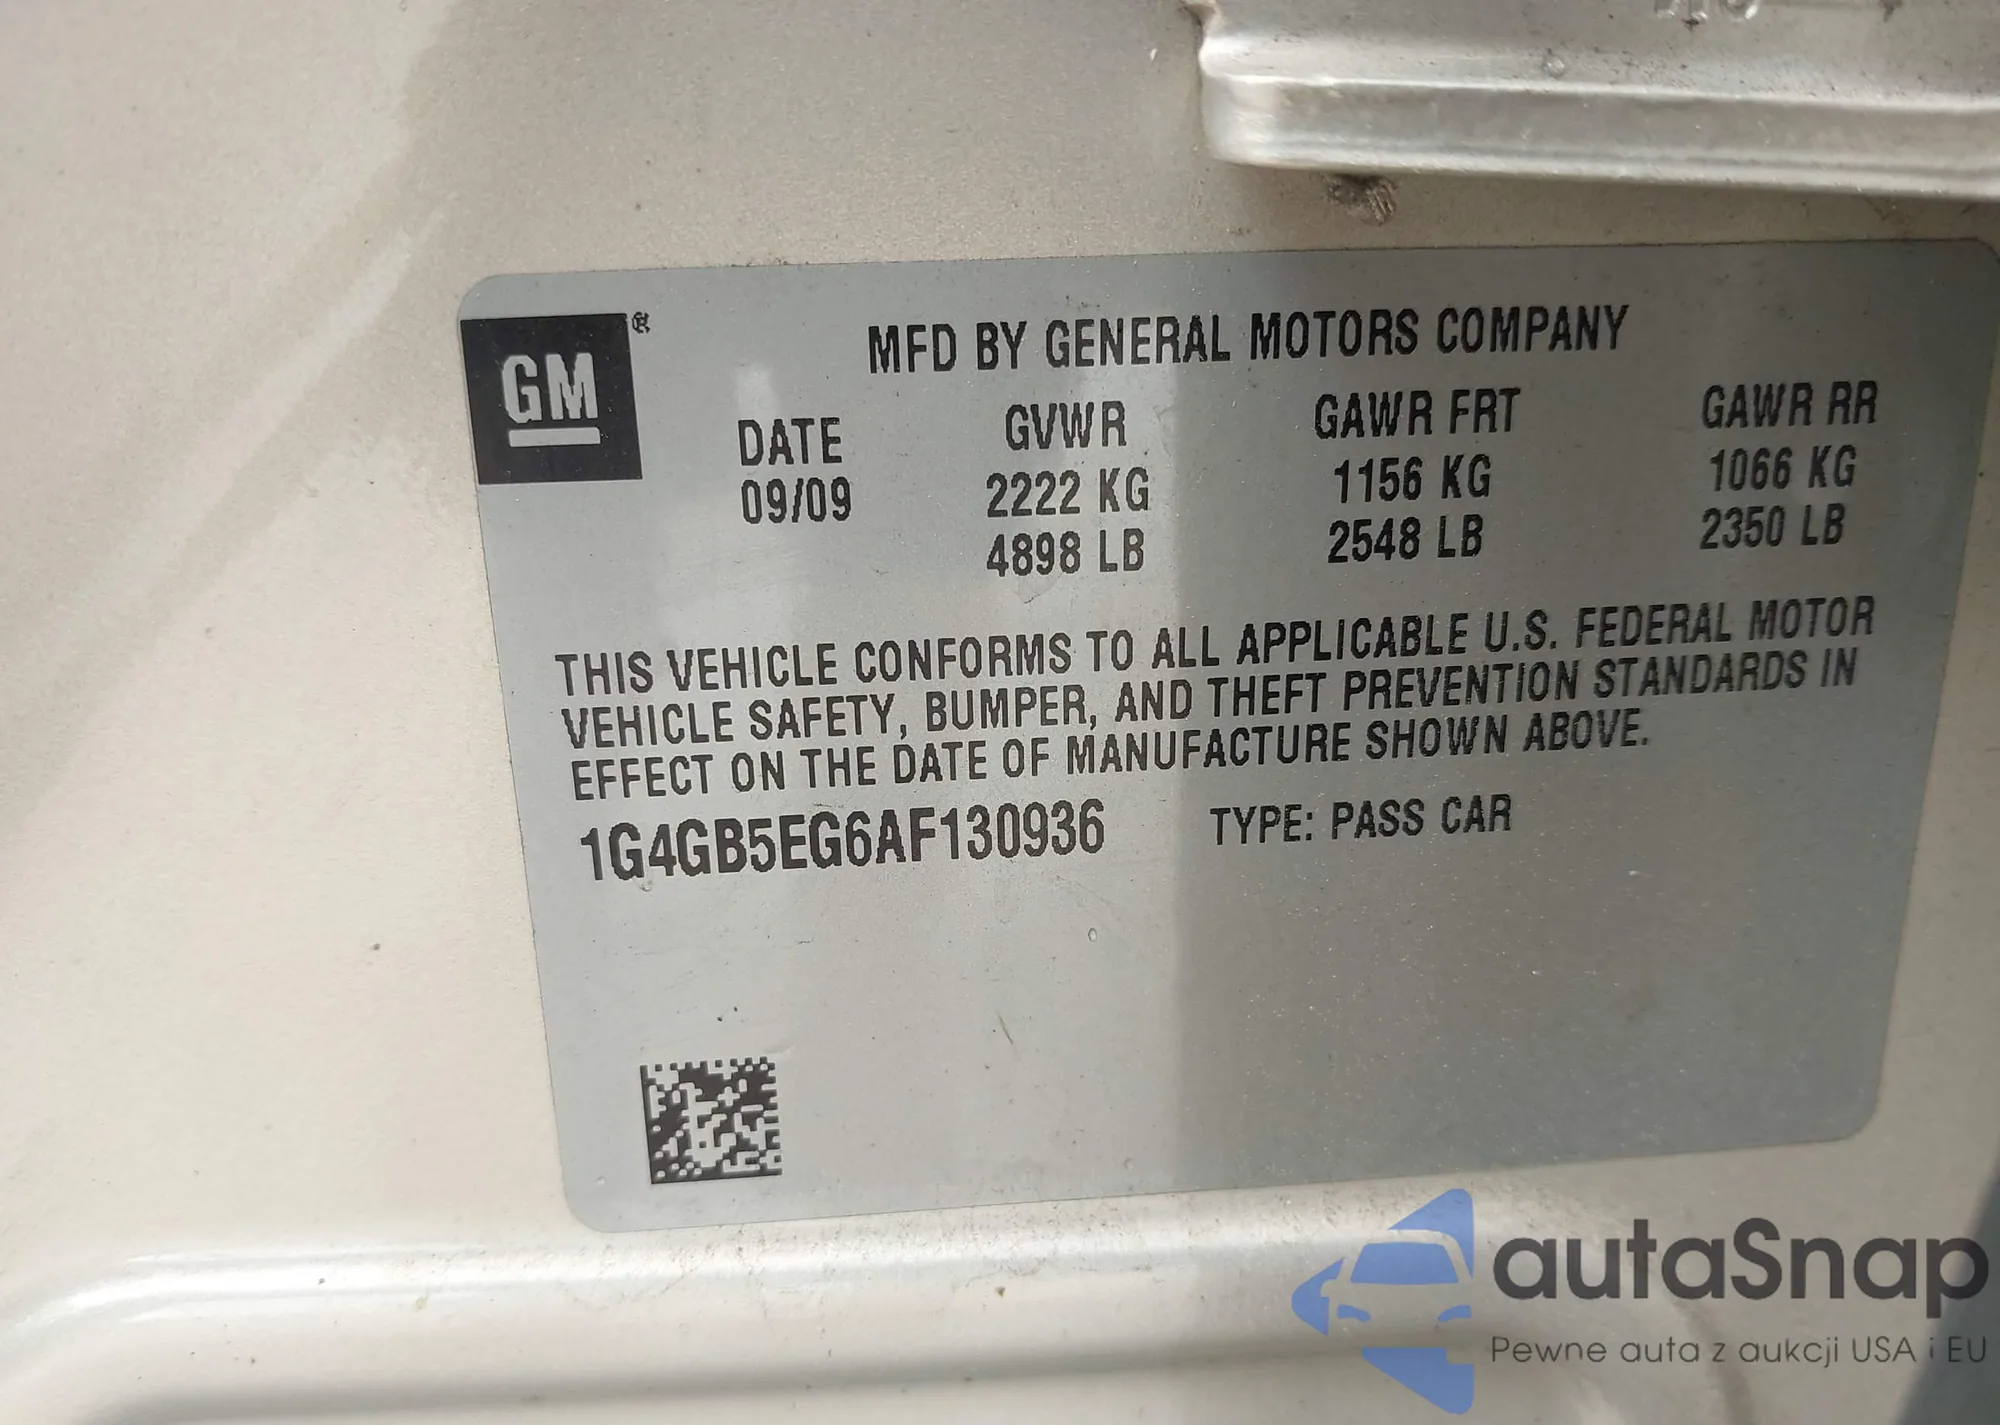 GM®
MFD BY GENERAL MOTORS COMPANY
DATE GVWR GAWR FRT GAWR RR
09/09 2222 KG 1156 KG 1066 KG
4898 LB 2548 LB 2350 LB
THIS VEHICLE CONFORMS TO ALL APPLICABLE U.S. FEDERAL MOTOR
VEHICLE SAFETY, BUMPER, AND THEFT PREVENTION STANDARDS IN
EFFECT ON THE DATE OF MANUFACTURE SHOWN ABOVE.
1G4GB5EG6AF130936 TYPE: PASS CAR
autaSnap
Pewne auta z aukcji USA i EU